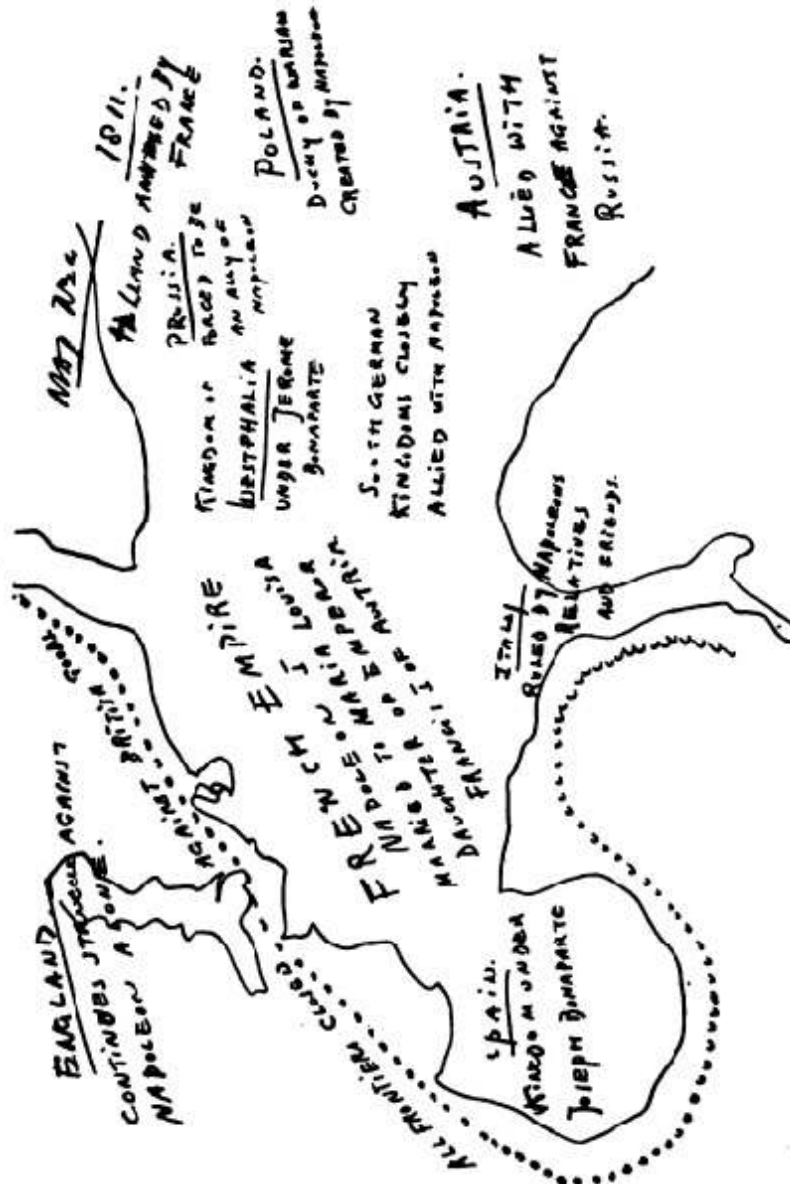 1811.
HOLLAND ANNEXED BY
FRANCE
PRUSSIA.
FORCED TO BE
AN ALLY OF
NAPOLEON
POLAND.
DUCHY OF WARSAW
CREATED BY NAPOLEON
AUSTRIA.
ALLIED WITH
FRANCE AGAINST
RUSSIA.
KINGDOM OF
WESTPHALIA
UNDER JEROME
BONAPARTE
SOUTH GERMAN
KINGDOMS CLOSELY
ALLIED WITH NAPOLEON
ENGLAND
CONTINUES STRUGGLE AGAINST
NAPOLEON ALONE.
ALL FRONTIERS CLOSED
AGAINST BRITISH
GOODS
FRENCH EMPIRE
NAPOLEON I
MARRIED TO MARIA LOUISA
DAUGHTER OF EMPEROR
FRANCIS I OF AUSTRIA
ITALY
RULED BY NAPOLEONS
RELATIVES
AND FRIENDS.
SPAIN.
KINGDOM UNDER
JOSEPH BONAPARTE